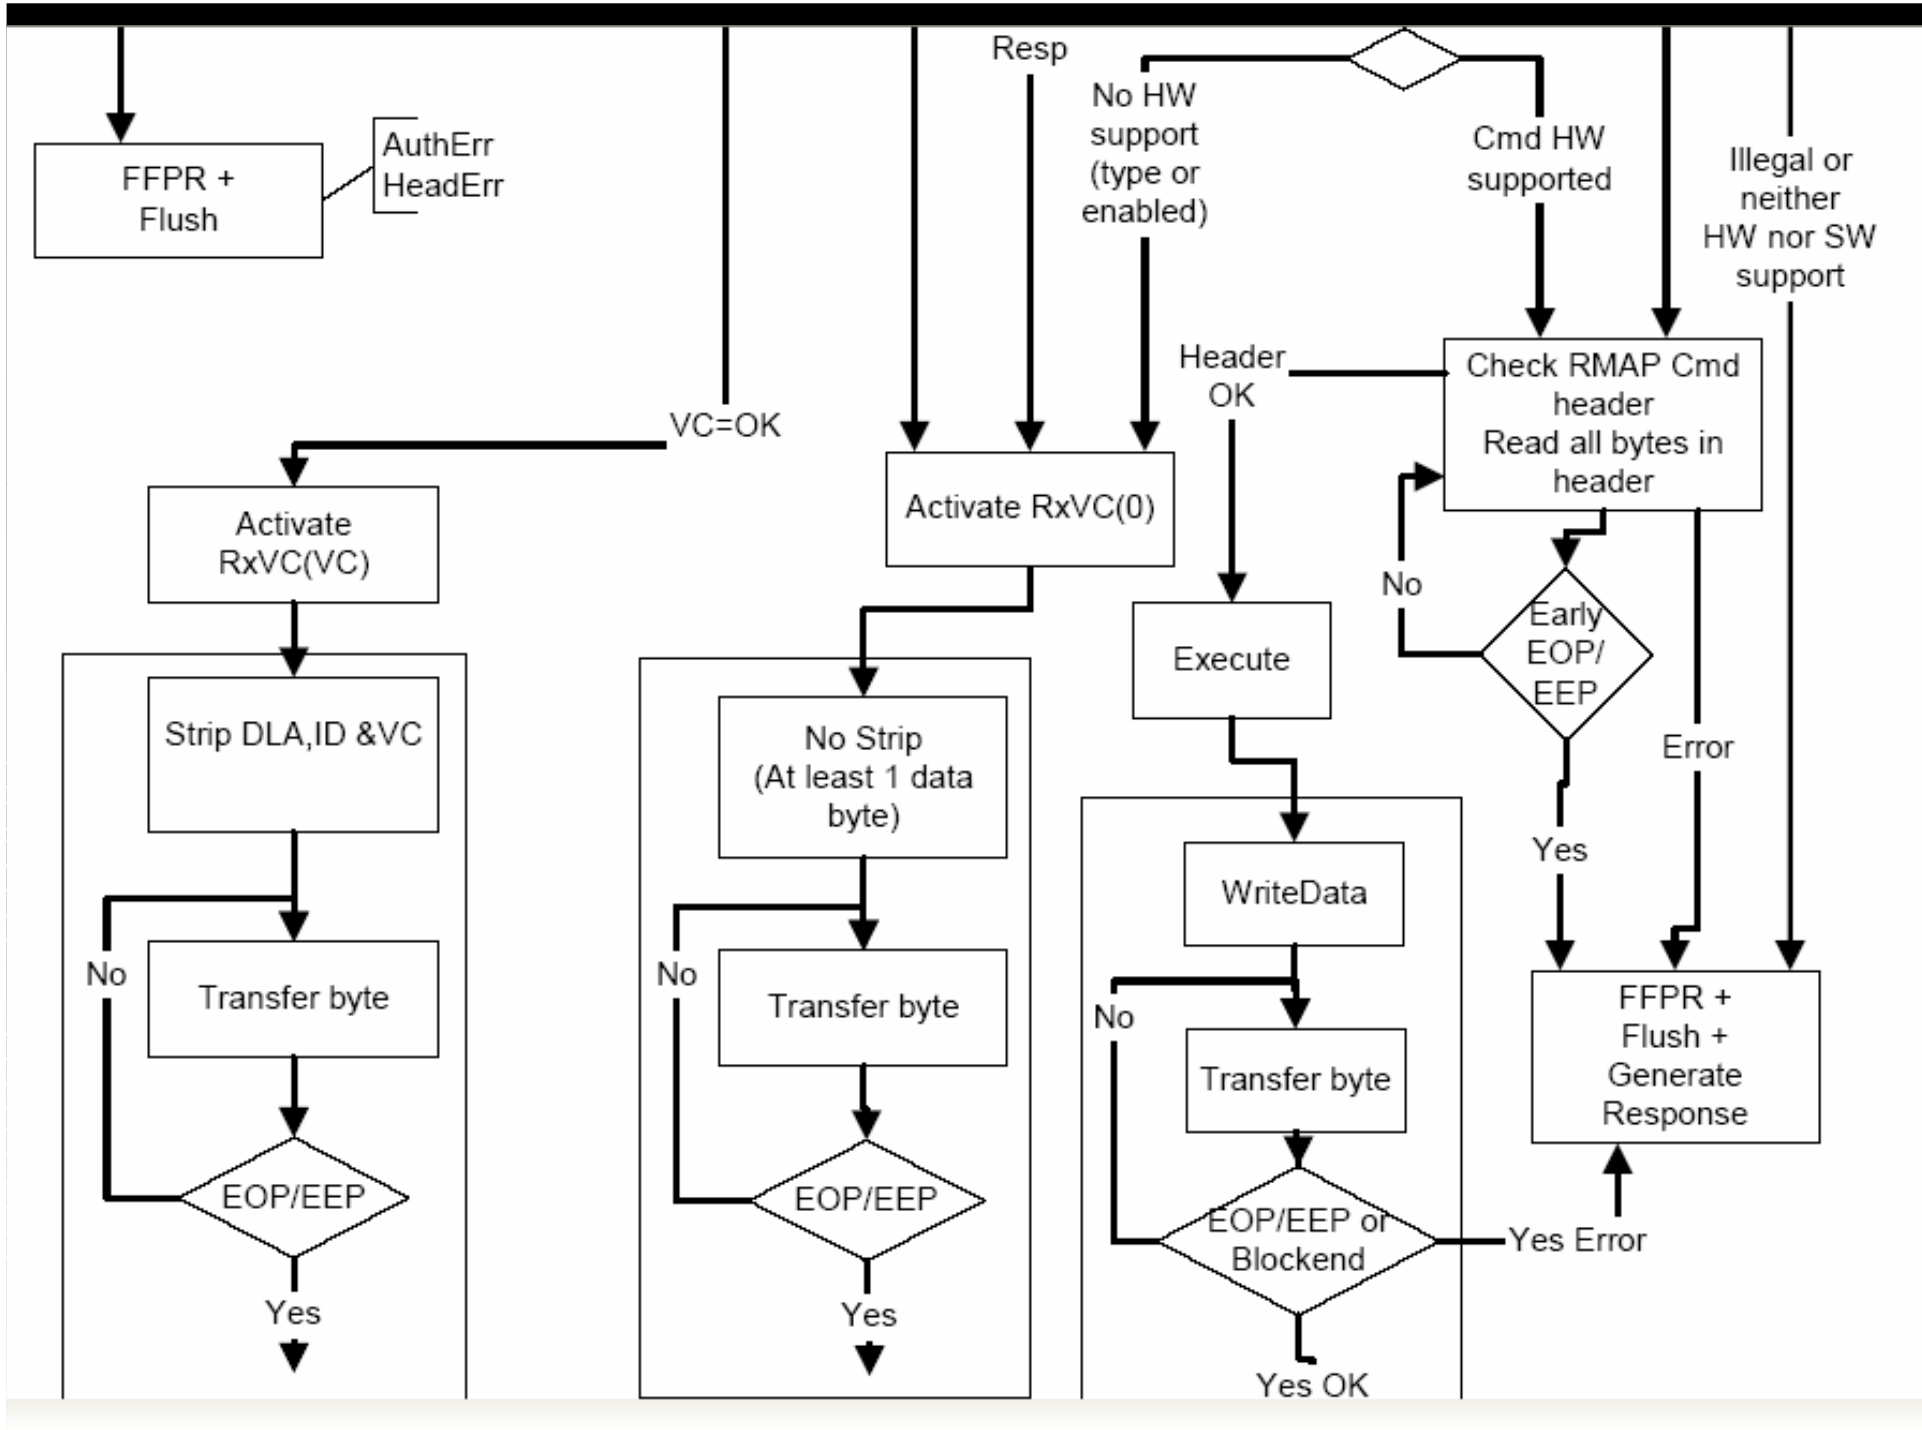 Resp
No HW
support
(type or
enabled)
Cmd HW
supported
Illegal or
neither
HW nor SW
support
AuthErr
HeadErr
FFPR +
Flush
VC=OK
Header
OK
Check RMAP Cmd
header
Read all bytes in
header
Activate
RxVC(VC)
Activate RxVC(0)
No
Early
EOP/
EEP
Execute
Error
Strip DLA,ID &VC
No Strip
(At least 1 data
byte)
Yes
WriteData
No
Transfer byte
No
Transfer byte
No
Transfer byte
FFPR +
Flush +
Generate
Response
EOP/EEP
EOP/EEP
EOP/EEP or
Blockend
Yes Error
Yes
Yes
Yes OK